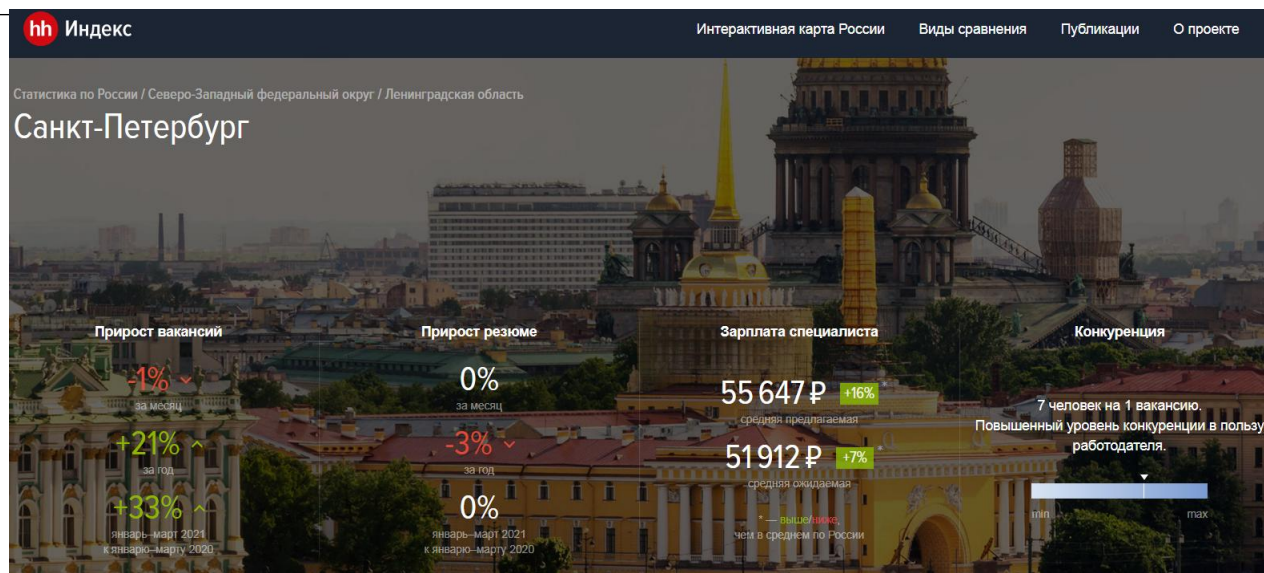 hh Индекс
Интерактивная карта России Виды сравнения Публикации О проекте
Статистика по России / Северо-Западный федеральный округ / Ленинградская область
Санкт-Петербург
Прирост вакансий
-1%
за месяц
+21%
за год
+33%
январь–март 2021
к январю–марту 2020
Прирост резюме
0%
за месяц
-3%
за год
0%
январь–март 2021
к январю–марту 2020
Зарплата специалиста
55 647 ₽ +16% *
средняя предлагаемая
51 912 ₽ +7% *
средняя ожидаемая
* — выше/ниже,
чем в среднем по России
Конкуренция
7 человек на 1 вакансию.
Повышенный уровень конкуренции в пользу
работодателя.
min max